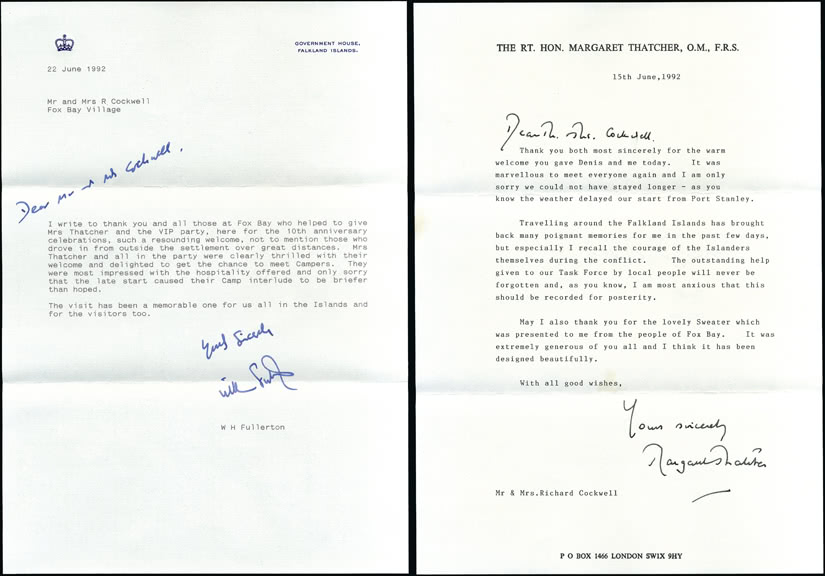 GOVERNMENT HOUSE,
FALKLAND ISLANDS.
22 June 1992
Mr and Mrs R Cockwell
Fox Bay Village
Dear Mr & Mrs Cockwell,
I write to thank you and all those at Fox Bay who helped to give
Mrs Thatcher and the VIP party, here for the 10th anniversary
celebrations, such a resounding welcome, not to mention those who
drove in from outside the settlement over great distances. Mrs
Thatcher and all in the party were clearly thrilled with their
welcome and delighted to get the chance to meet Campers. They
were most impressed with the hospitality offered and only sorry
that the late start caused their Camp interlude to be briefer
than hoped.
The visit has been a memorable one for us all in the Islands and
for the visitors too.
Yours Sincerely
W H Fullerton
THE RT. HON. MARGARET THATCHER, O.M., F.R.S.
15th June,1992
Dear Mr. Mrs. Cockwell.
Thank you both most sincerely for the warm
welcome you gave Denis and me today. It was
marvellous to meet everyone again and I am only
sorry we could not have stayed longer - as you
know the weather delayed our start from Port Stanley.
Travelling around the Falkland Islands has brought
back many poignant memories for me in the past few days,
but especially I recall the courage of the Islanders
themselves during the conflict. The outstanding help
given to our Task Force by local people will never be
forgotten and, as you know, I am most anxious that this
should be recorded for posterity.
May I also thank you for the lovely Sweater which
was presented to me from the people of Fox Bay. It was
extremely generous of you all and I think it has been
designed beautifully.
With all good wishes,
Yours sincerely
Margaret Thatcher
Mr & Mrs.Richard Cockwell
P O BOX 1466 LONDON SW1X 9HY